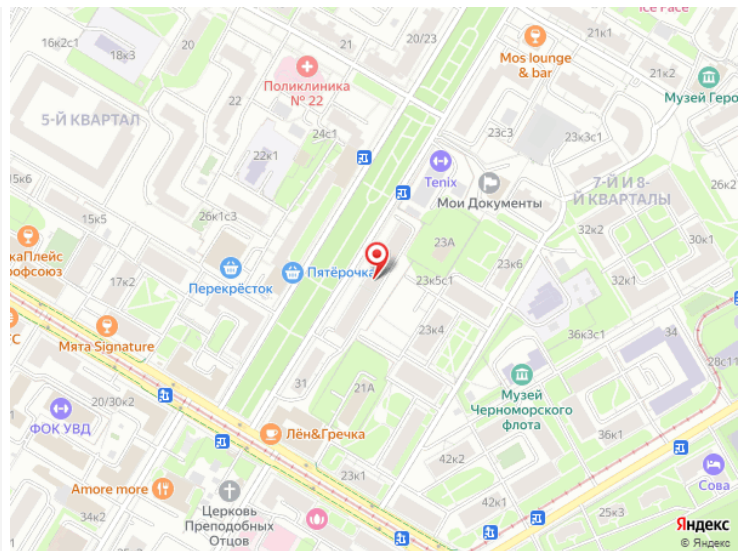 16к2с1
18к3
20
21
20/23
Ice Face
21к1
Mos lounge
& bar
21к2
Музей Геро
Поликлиника
№ 22
22
24с1
5-Й КВАРТАЛ
22к1
23с3
23к3с1
Tenix
Мои Документы
7-Й И 8-
Й КВАРТАЛЫ
26к2
15к6
15к5
26к1с3
23А
32к2
30к1
каПлейс
рофсоюз
17к2
Перекрёсток
Пятёрочка
23к5с1
23к6
32к1
С
Мята Signature
23к4
36к3с1
34
28с11
31
21А
Музей
Черноморского
флота
20/30к2
ФОК УВД
Лён&Гречка
36к1
42к2
23к1
Сова
Amore more
Церковь
Преподобных
Отцов
34к2
42к1
25к3
Яндекс
© Яндекс